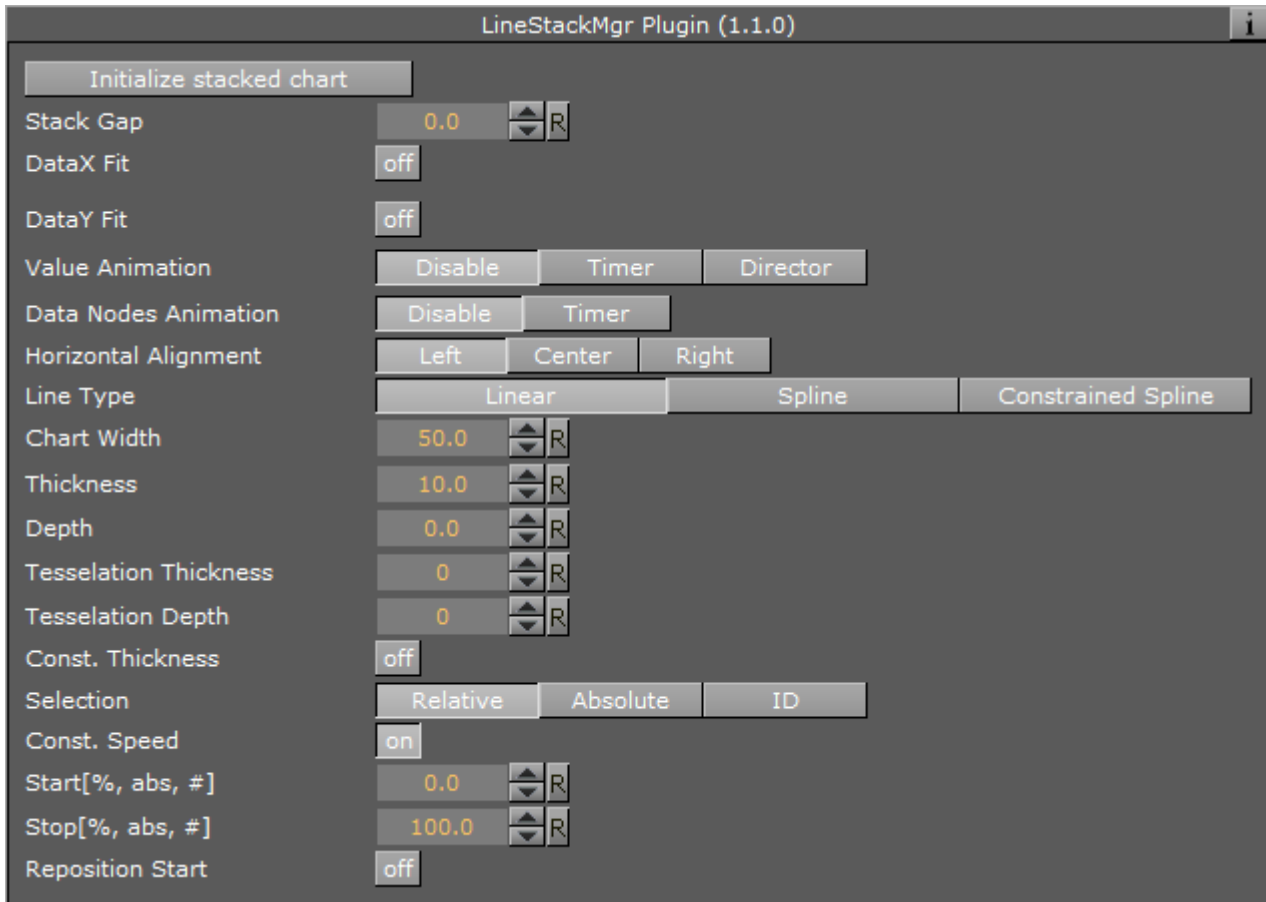 LineStackMgr Plugin (1.1.0) i
Initialize stacked chart
Stack Gap 0.0 R
DataX Fit off
DataY Fit off
Value Animation Disable Timer Director
Data Nodes Animation Disable Timer
Horizontal Alignment Left Center Right
Line Type Linear Spline Constrained Spline
Chart Width 50.0 R
Thickness 10.0 R
Depth 0.0 R
Tesselation Thickness 0 R
Tesselation Depth 0 R
Const. Thickness off
Selection Relative Absolute ID
Const. Speed on
Start[%, abs, #] 0.0 R
Stop[%, abs, #] 100.0 R
Reposition Start off